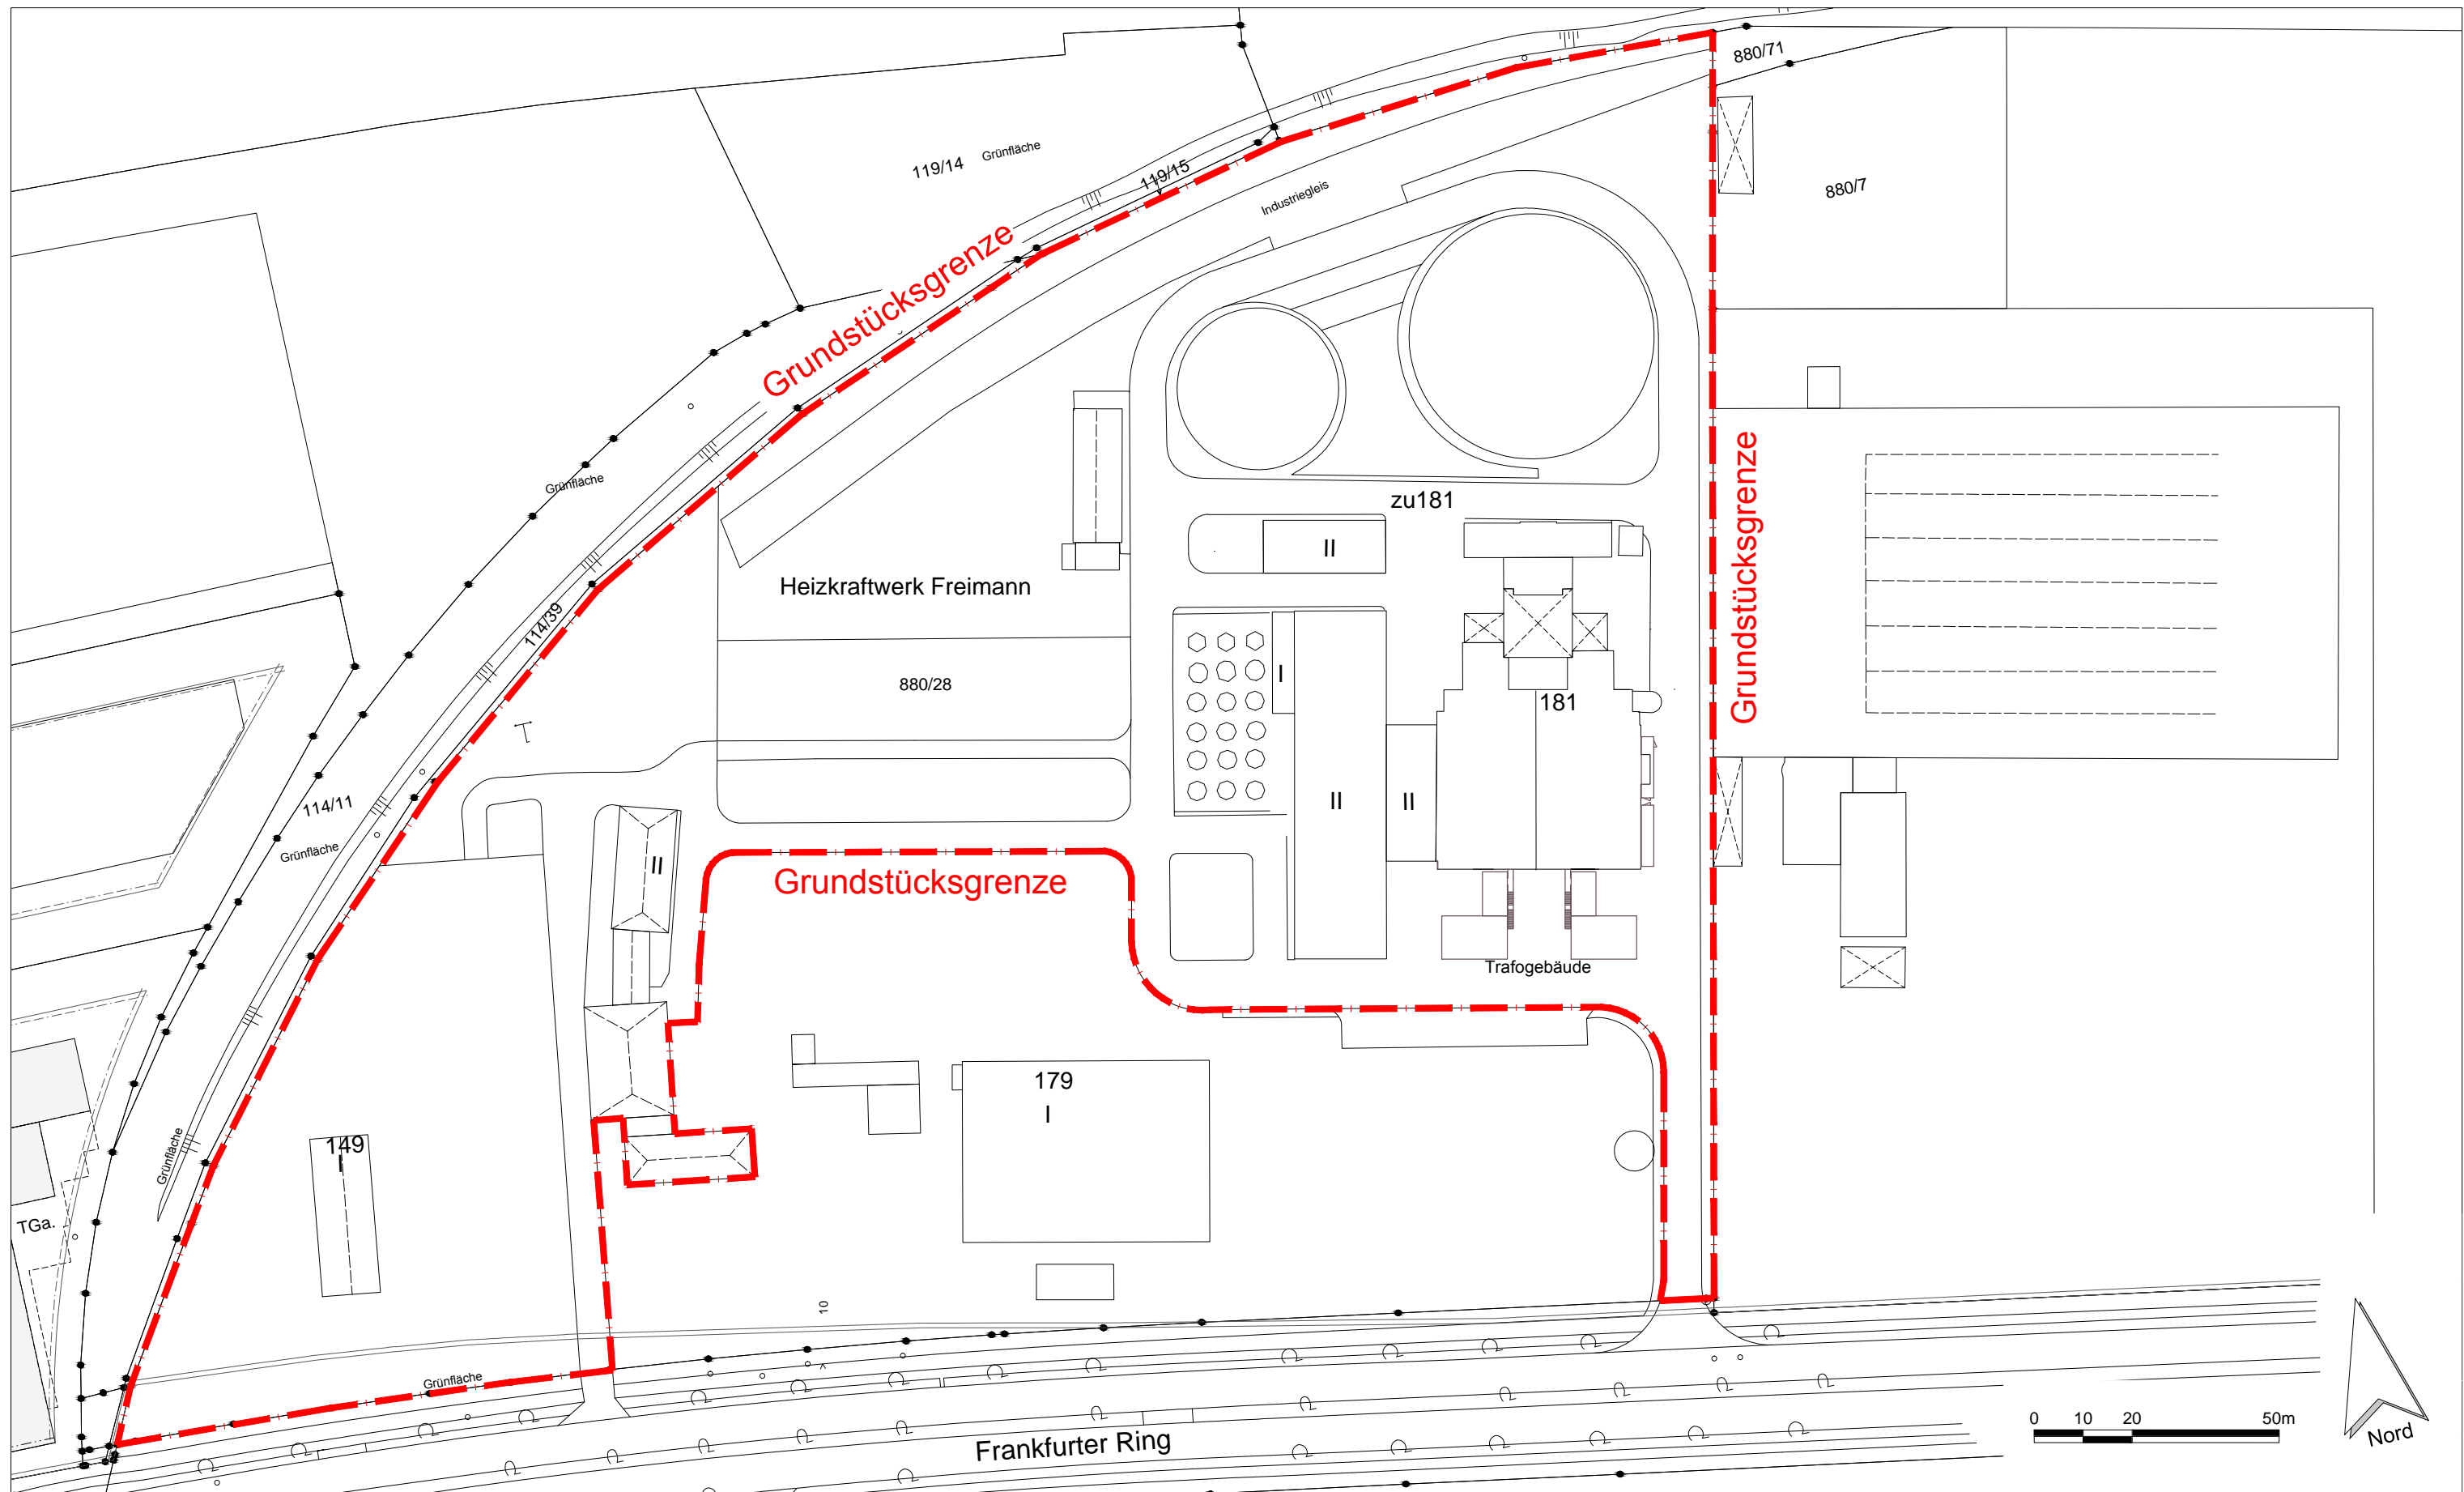 880/71
119/14 Grünfläche
119/15
880/7
Industriegleis
Grundstücksgrenze
Grünfläche
zu181
Grundstücksgrenze
II
Heizkraftwerk Freimann
114/39
880/28
I
181
114/11
II
II
Grünfläche
II
Grundstücksgrenze
Trafogebäude
179
I
149
I
Grünfläche
TGa.
10
Grünfläche
Frankfurter Ring
0 10 20 50m
Nord